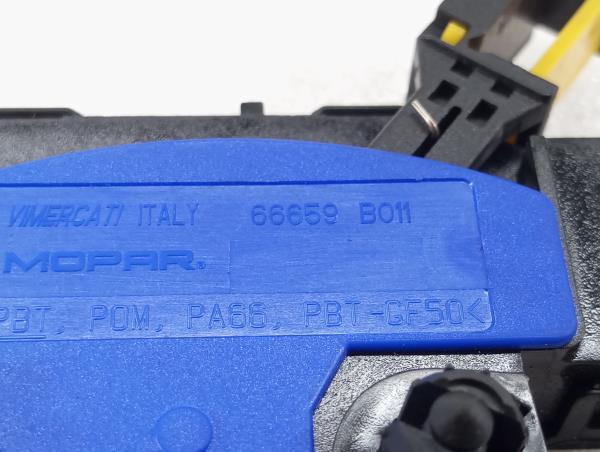 VIMERCATI ITALY 66659 B011
MOPAR®
PBT, POM, PA66, PBT-GF50<